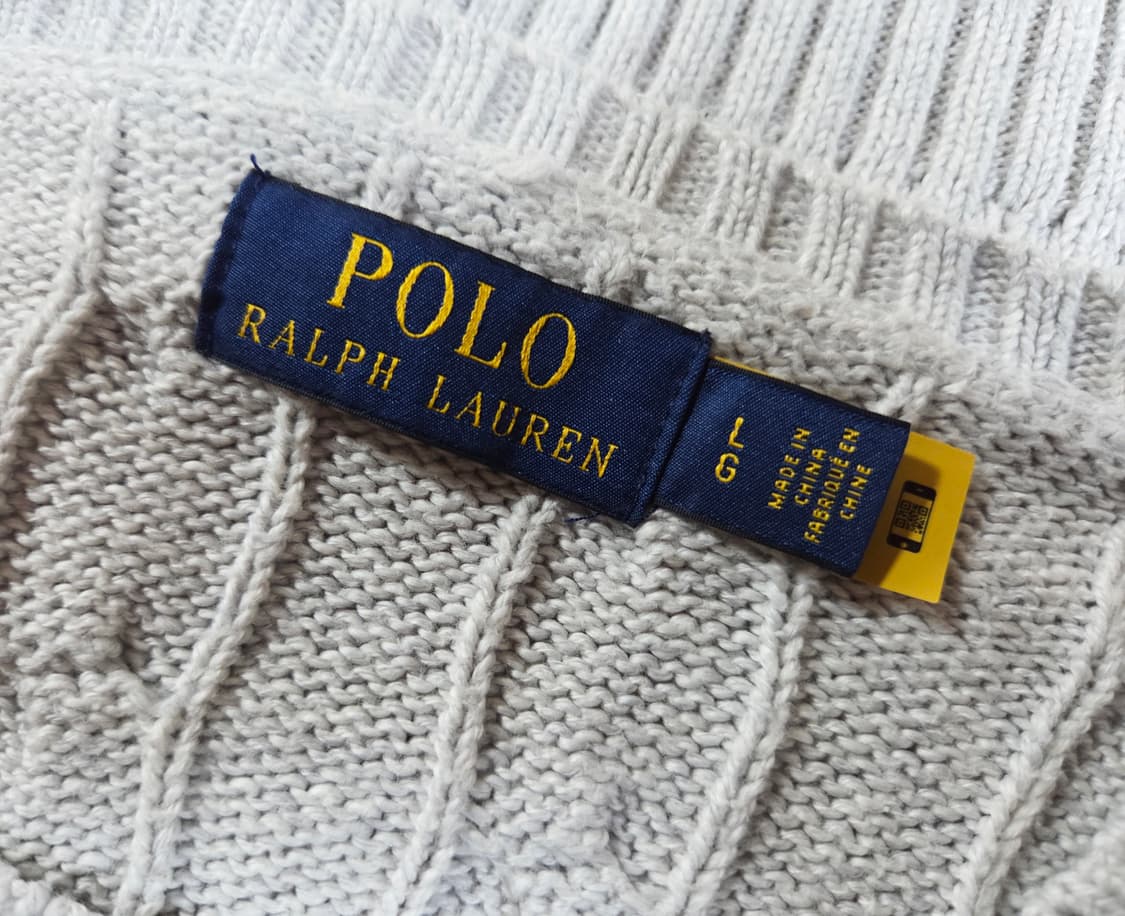 POLO
RALPH LAUREN
L
G
MADE IN
CHINA
FABRIQUÉ EN
CHINE